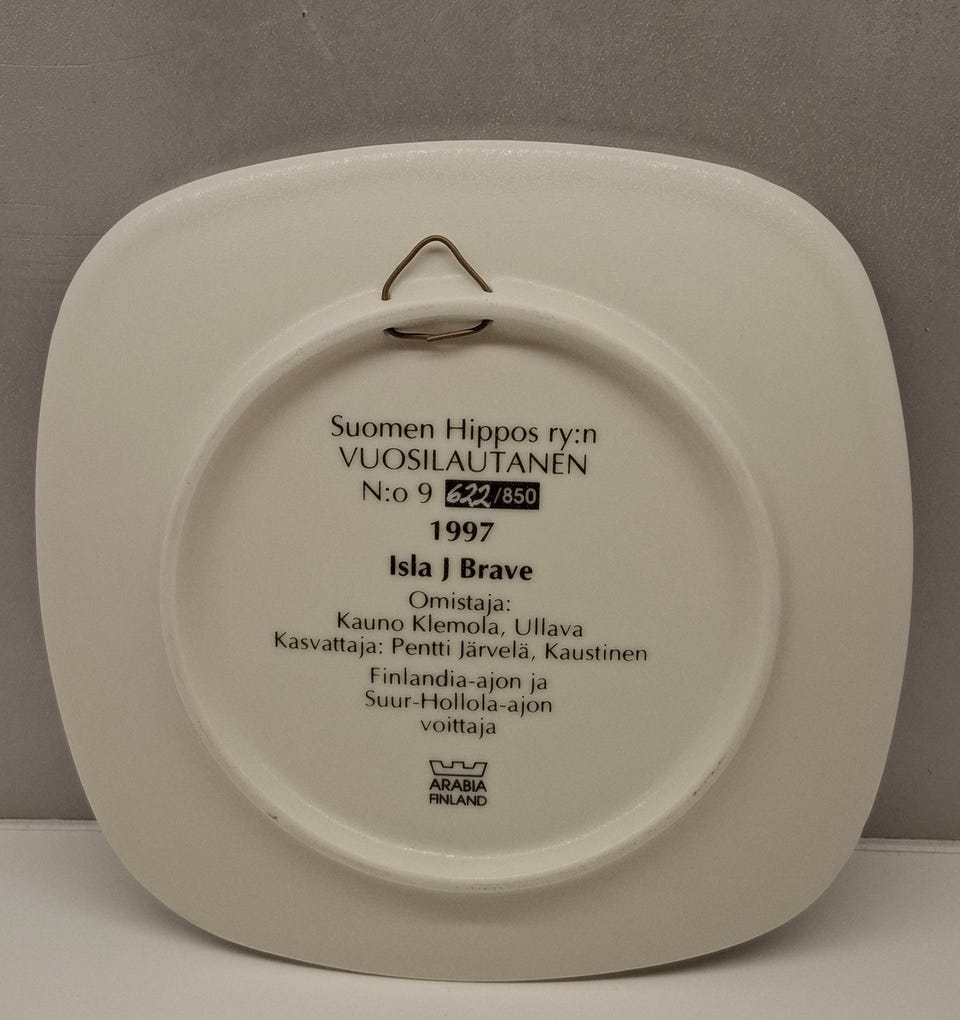 Suomen Hippos ry:n
VUOSILAUTANEN
N:o 9 622/850
1997
Isla J Brave
Omistaja:
Kauno Klemola, Ullava
Kasvattaja: Pentti Järvelä, Kaustinen
Finlandia-ajon ja
Suur-Hollola-ajon
voittaja
ARABIA
FINLAND